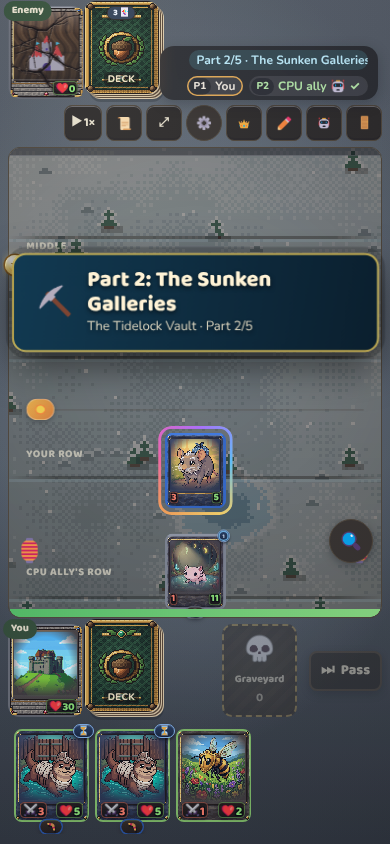 Enemy
3
DECK
0
Part 2/5 · The Sunken Galleries
P1 You
P2 CPU ally
1×
MIDDLE
Part 2: The Sunken
Galleries
The Tidelock Vault · Part 2/5
YOUR ROW
3 5
1
CPU ALLY'S ROW
1 11
You
30
DECK
Graveyard
0
Pass
3 5
3 5
1 2